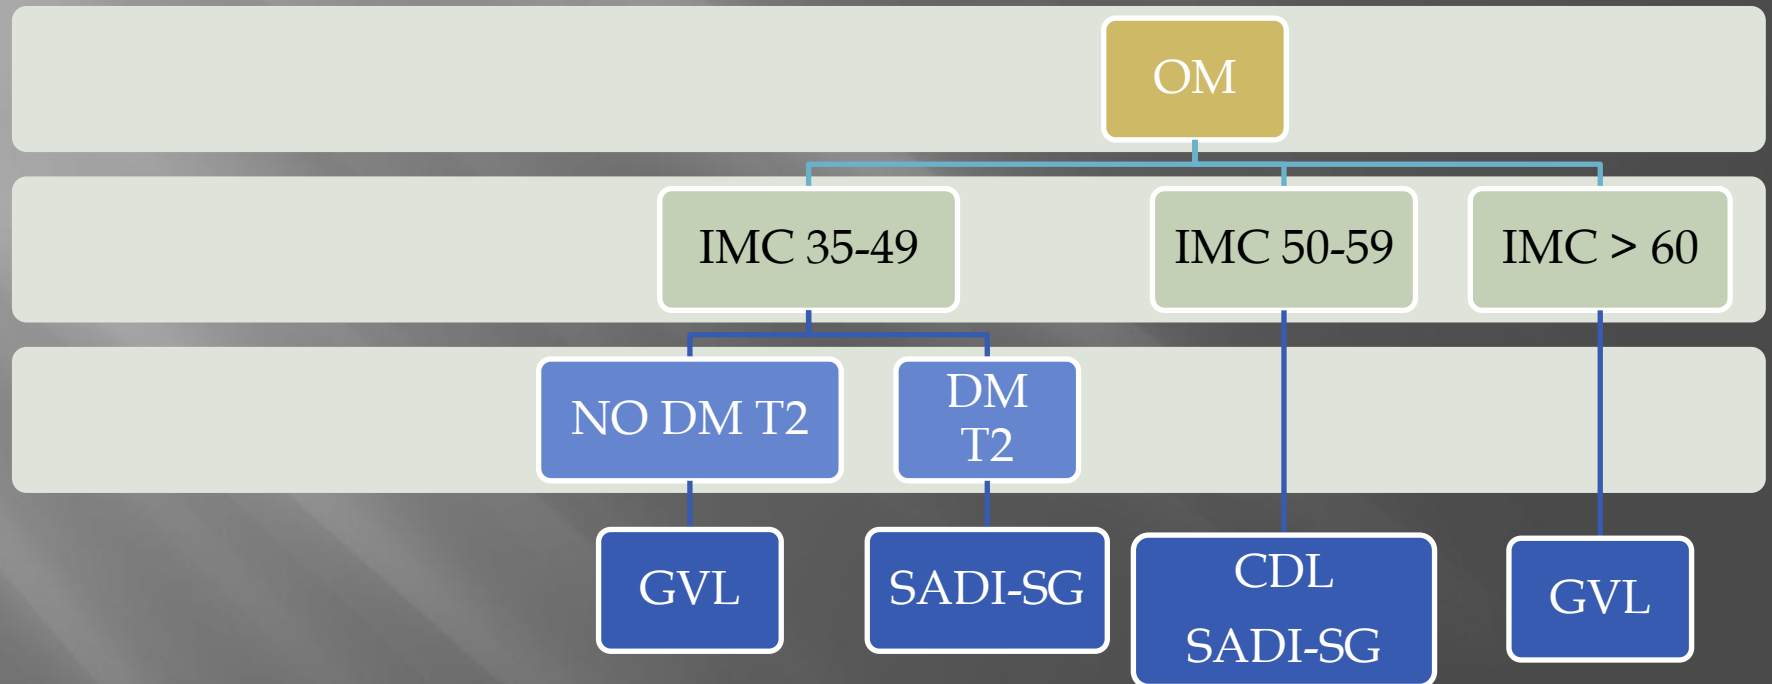 OM
IMC 35-49
IMC 50-59
IMC > 60
NO DM T2
DM
T2
GVL
SADI-SG
CDL
SADI-SG
GVL